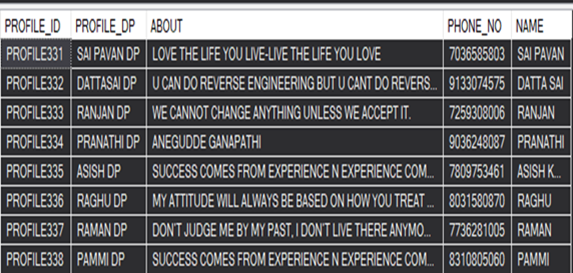 PROFILE_ID PROFILE_DP ABOUT PHONE_NO NAME
PROFILE331 SAI PAVAN DP LOVE THE LIFE YOU LIVE-LIVE THE LIFE YOU LOVE 7036585803 SAI PAVAN
PROFILE332 DATTASAI DP U CAN DO REVERSE ENGINEERING BUT U CANT DO REVERS... 9133074575 DATTA SAI
PROFILE333 RANJAN DP WE CANNOT CHANGE ANYTHING UNLESS WE ACCEPT IT. 7259308006 RANJAN
PROFILE334 PRANATHI DP ANEGUDDE GANAPATHI 9036248087 PRANATHI
PROFILE335 ASISH DP SUCCESS COMES FROM EXPERIENCE N EXPERIENCE COM... 7809753461 ASISH K...
PROFILE336 RAGHU DP MY ATTITUDE WILL ALWAYS BE BASED ON HOW YOU TREAT ... 8031580870 RAGHU
PROFILE337 RAMAN DP DON'T JUDGE ME BY MY PAST, I DON'T LIVE THERE ANYMO... 7736281005 RAMAN
PROFILE338 PAMMI DP SUCCESS COMES FROM EXPERIENCE N EXPERIENCE COM... 8310805060 PAMMI